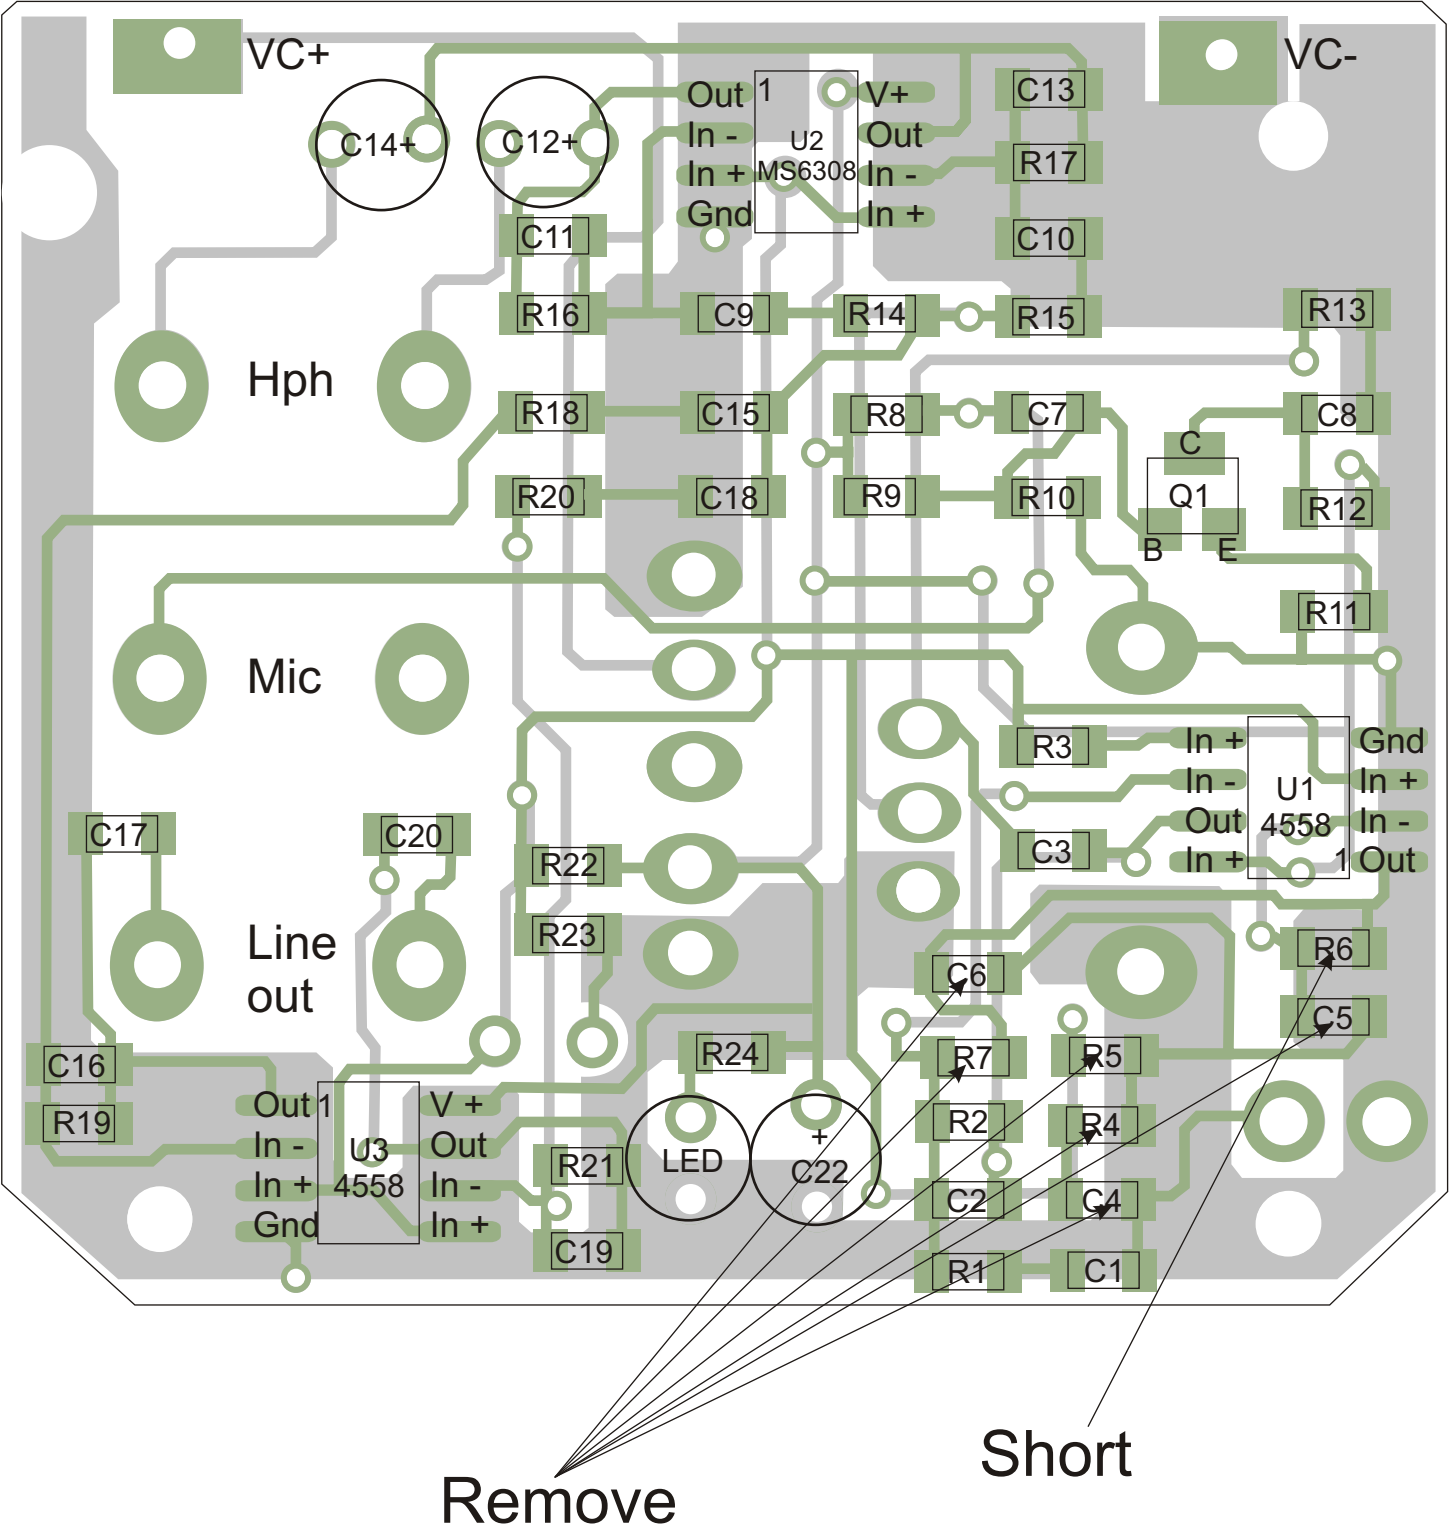 VC+
VC-
Out 1
V+
C13
C14+
C12+
In -
U2
Out
MS6308
In +
In -
R17
Gnd
In +
C11
C10
R16
C9
R14
R15
R13
Hph
R18
C15
R8
C7
C8
C
R20
C18
R9
R10
Q1
R12
B
E
R11
Mic
R3
In +
Gnd
In -
U1
In +
C17
C20
Out
4558
In -
C3
In +
1
Out
R22
R23
Line
out
R6
C6
C5
C16
R24
R7
R5
Out
1
V +
R19
R2
R4
In -
U3
Out
+
R21
LED
C22
In +
4558
In -
C2
C4
Gnd
In +
C19
R1
C1
Short
Remove